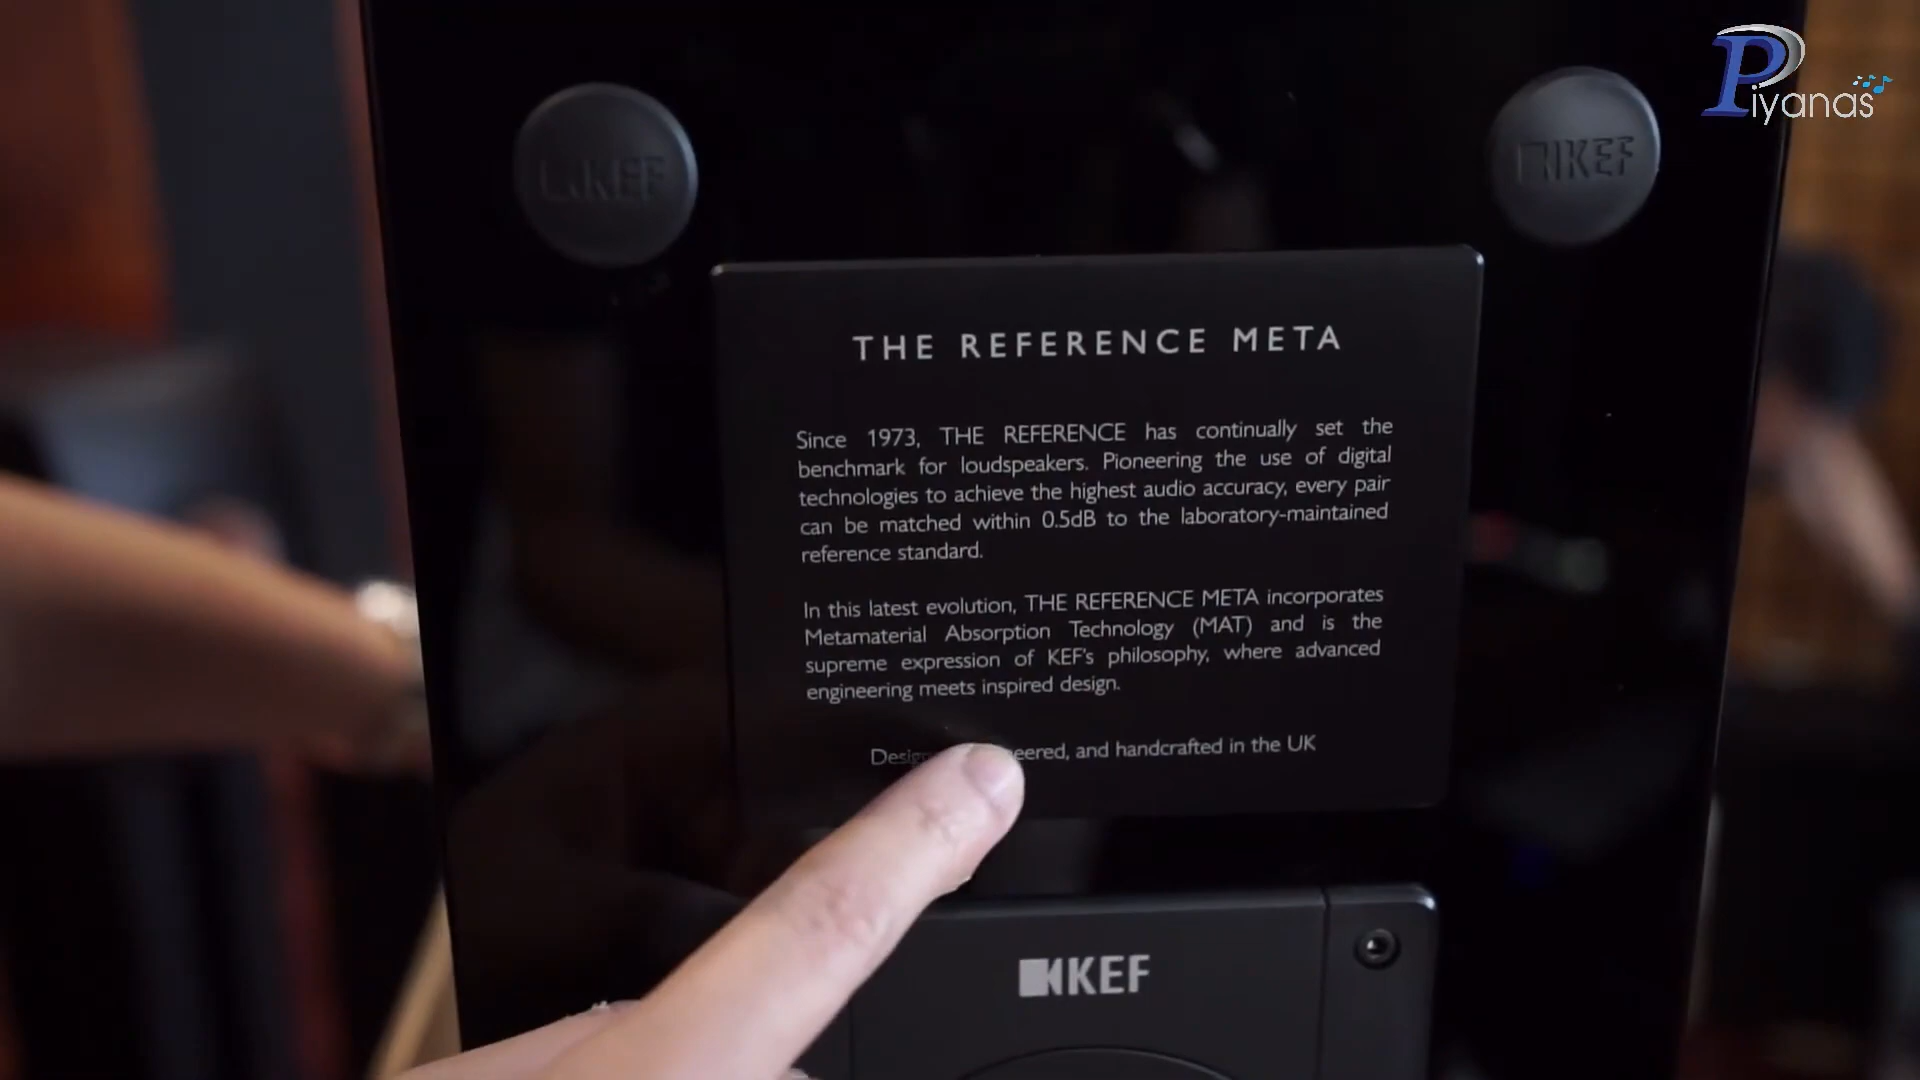 Piyanas
KEF
KEF
THE REFERENCE META
Since 1973, THE REFERENCE has continually set the
benchmark for loudspeakers. Pioneering the use of digital
technologies to achieve the highest audio accuracy, every pair
can be matched within 0.5dB to the laboratory-maintained
reference standard.
In this latest evolution, THE REFERENCE META incorporates
Metamaterial Absorption Technology (MAT) and is the
supreme expression of KEF's philosophy, where advanced
engineering meets inspired design.
and handcrafted in the UK
KEF